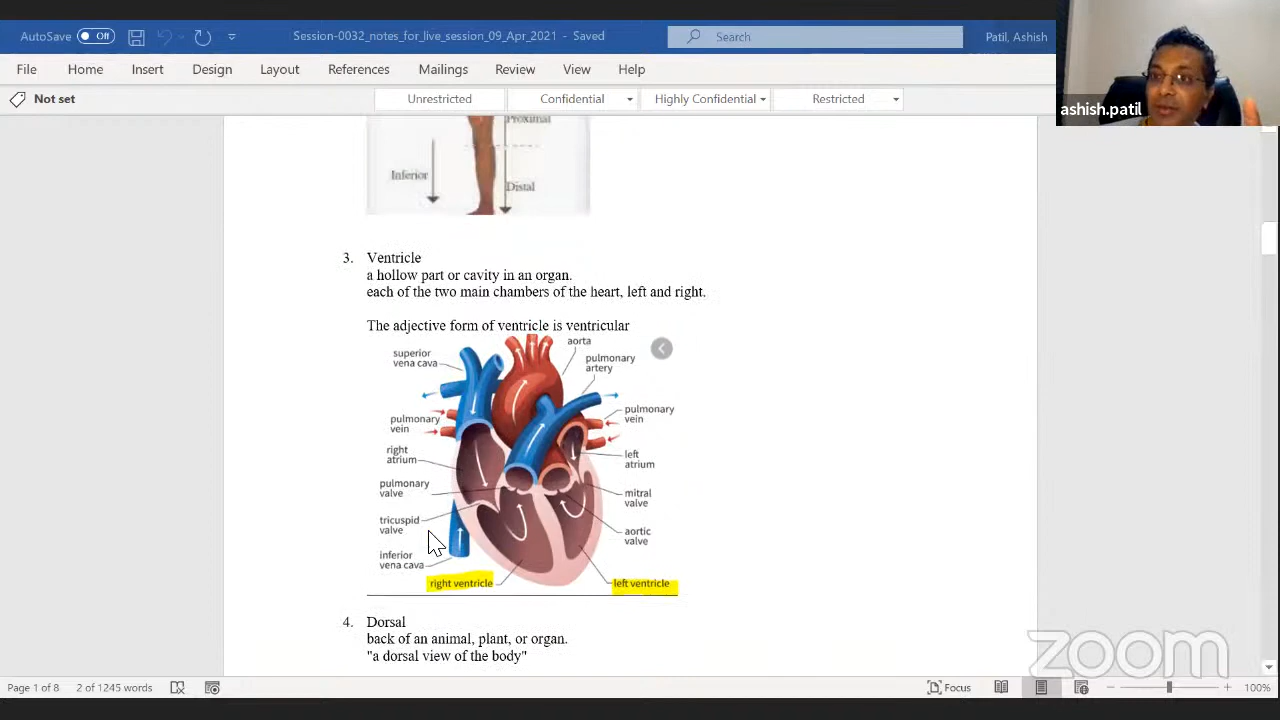 AutoSave Off
Session-0032_notes_for_live_session_09_Apr_2021 - Saved
Search
Patil, Ashish
File Home Insert Design Layout References Mailings Review View Help
Not set
Unrestricted Confidential Highly Confidential Restricted
ashish.patil
Proximal
Inferior
Distal
3. Ventricle
a hollow part or cavity in an organ.
each of the two main chambers of the heart, left and right.
The adjective form of ventricle is ventricular
superior
vena cava
aorta
pulmonary
artery
pulmonary
vein
pulmonary
vein
right
atrium
left
atrium
pulmonary
valve
mitral
valve
tricuspid
valve
aortic
valve
inferior
vena cava
right ventricle
left ventricle
4. Dorsal
back of an animal, plant, or organ.
"a dorsal view of the body"
zoom
Page 1 of 8 2 of 1245 words
Focus
100%